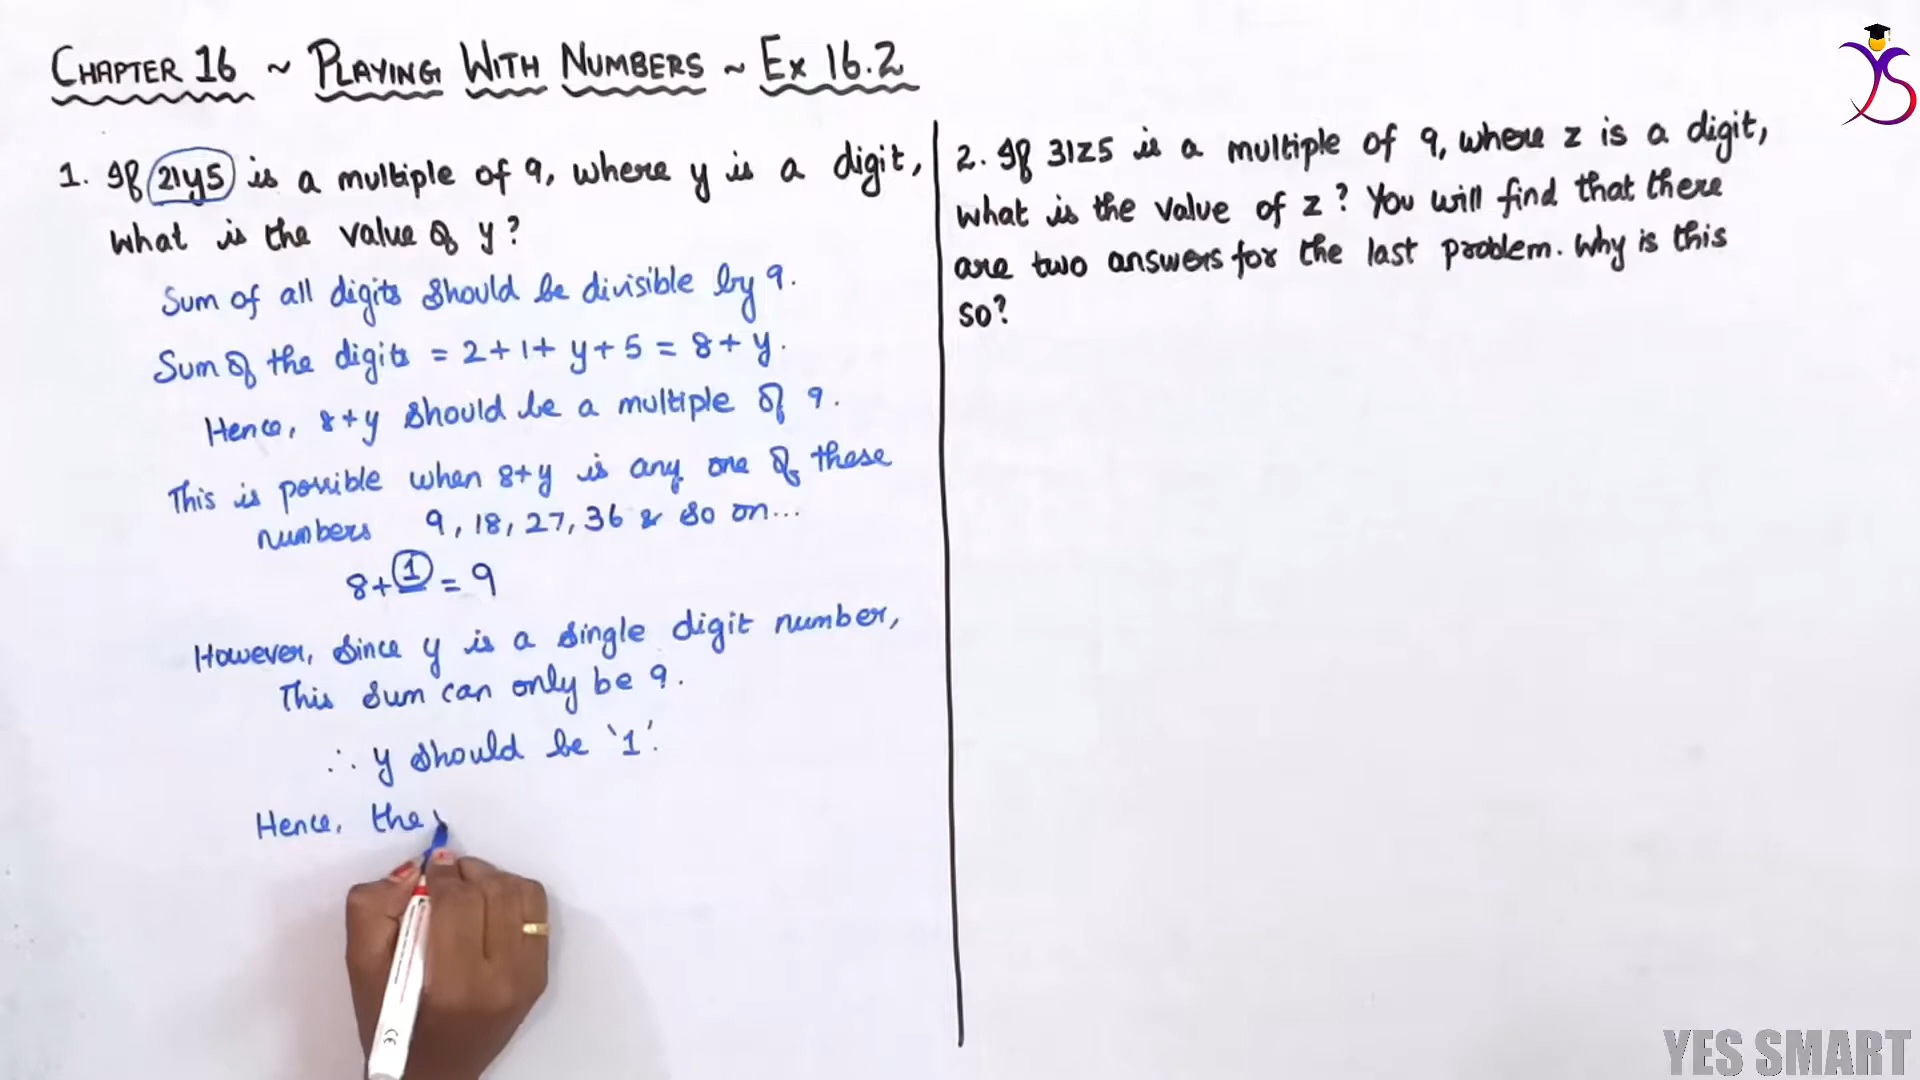 CHAPTER 16 ~ PLAYING WITH NUMBERS ~ Ex 16.2
1. If 21y5 is a multiple of 9, where y is a digit,
what is the value of y?
Sum of all digits should be divisible by 9.
Sum of the digits = 2+1+ y+5 = 8+ y.
Hence, 8+y should be a multiple of 9.
This is possible when 8+y is any one of these
numbers 9, 18, 27, 36 & so on...
8+1 = 9
However, since y is a single digit number,
This sum can only be 9.
∴ y should be '1'.
Hence, the
2. If 31z5 is a multiple of 9, where z is a digit,
what is the value of z? You will find that there
are two answers for the last problem. Why is this
so?
YS
YES SMART
CE